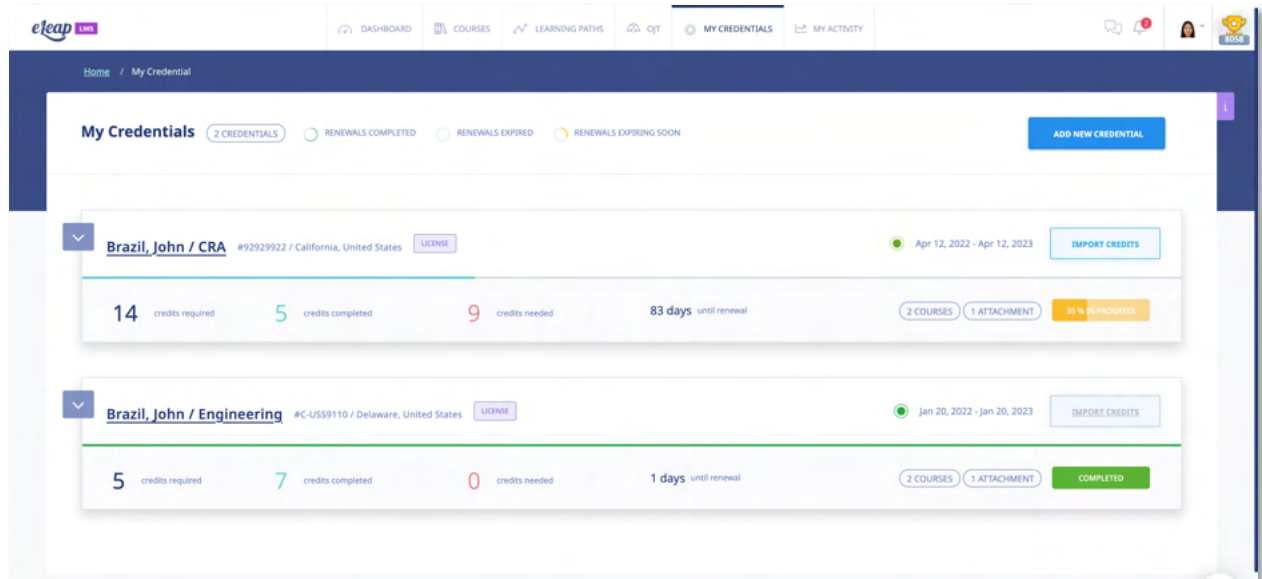 eleap LMS
DASHBOARD COURSES LEARNING PATHS OJT MY CREDENTIALS MY ACTIVITY 2 8058
Home / My Credential
i
My Credentials 2 CREDENTIALS RENEWALS COMPLETED RENEWALS EXPIRED RENEWALS EXPIRING SOON ADD NEW CREDENTIAL
Brazil, John / CRA #92929922 / California, United States LICENSE Apr 12, 2022 - Apr 12, 2023 IMPORT CREDITS
14 credits required 5 credits completed 9 credits needed 83 days until renewal 2 COURSES 1 ATTACHMENT 35 % IN PROGRESS
Brazil, John / Engineering #C-USS9110 / Delaware, United States LICENSE Jan 20, 2022 - Jan 20, 2023 IMPORT CREDITS
5 credits required 7 credits completed 0 credits needed 1 days until renewal 2 COURSES 1 ATTACHMENT COMPLETED